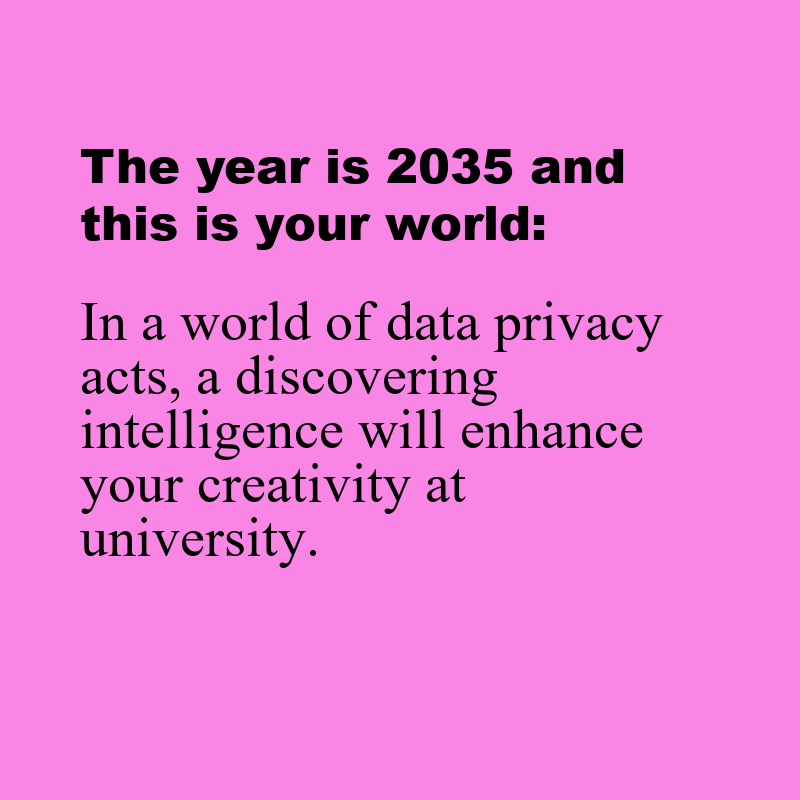 The year is 2035 and
this is your world:
In a world of data privacy
acts, a discovering
intelligence will enhance
your creativity at
university.